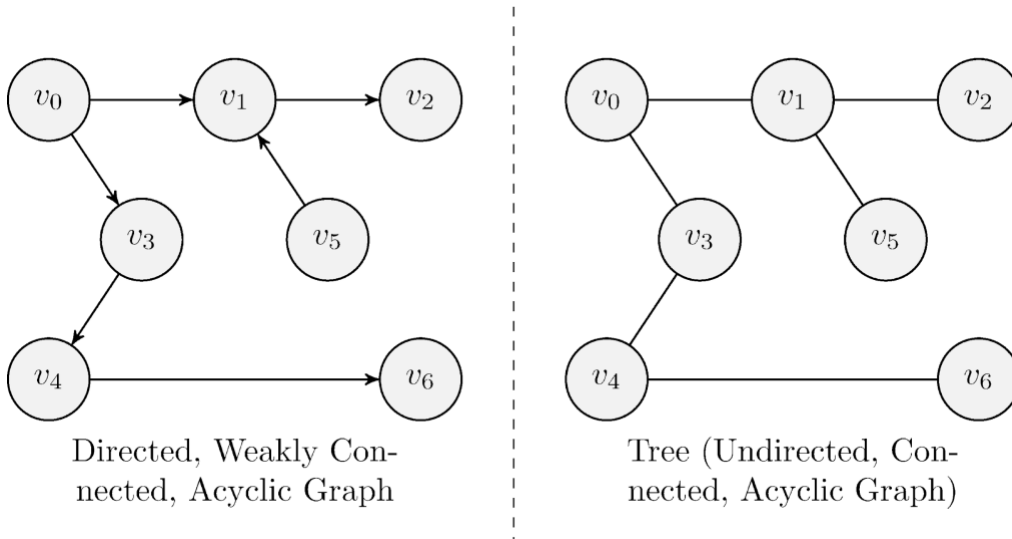 v0 v1 v2
v3 v5
v4 v6
Directed, Weakly Con-
nected, Acyclic Graph
v0 v1 v2
v3 v5
v4 v6
Tree (Undirected, Con-
nected, Acyclic Graph)